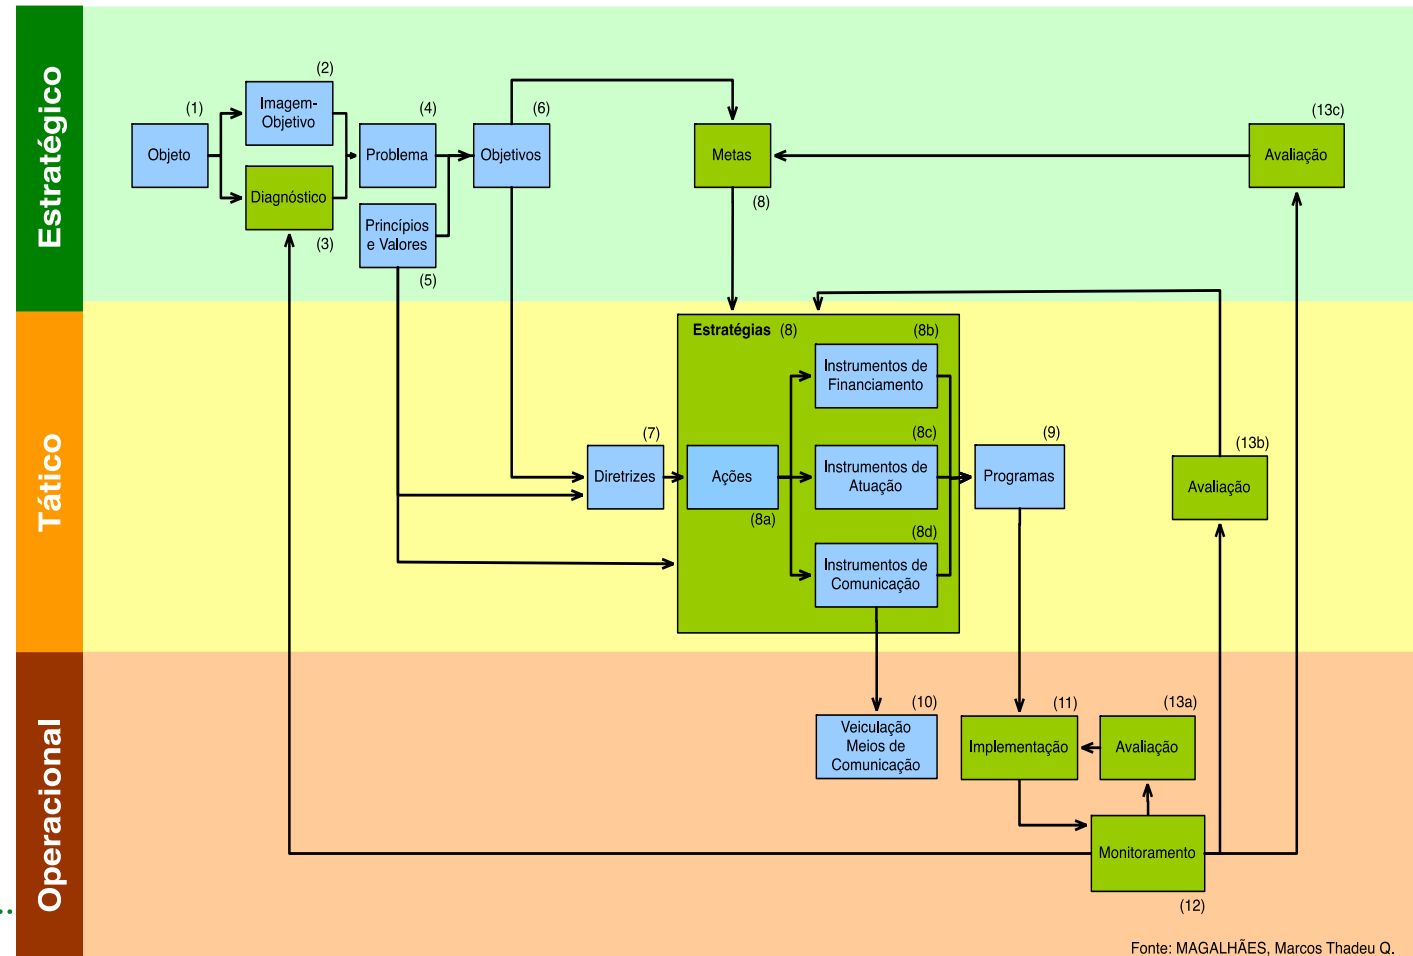 Estratégico
(1)
Objeto
(2)
Imagem-
Objetivo
Diagnóstico
(3)
(4)
Problema
Princípios
e Valores
(5)
(6)
Objetivos
Metas
(8)
(13c)
Avaliação
Tático
(7)
Diretrizes
Estratégias (8)
Ações
(8a)
(8b)
Instrumentos de
Financiamento
(8c)
Instrumentos de
Atuação
(8d)
Instrumentos de
Comunicação
(9)
Programas
(13b)
Avaliação
Operacional
(10)
Veiculação
Meios de
Comunicação
(11)
Implementação
(13a)
Avaliação
Monitoramento
(12)
Fonte: MAGALHÃES, Marcos Thadeu Q.